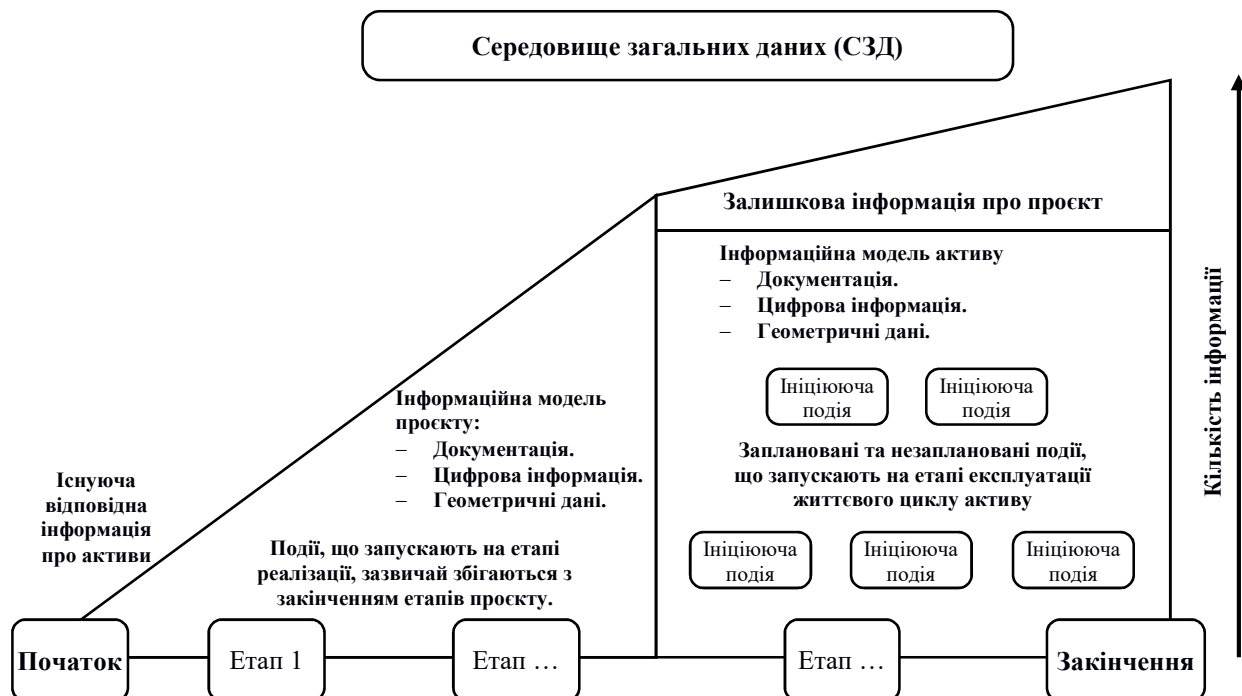 Середовище загальних даних (СЗД)
Залишкова інформація про проєкт
Інформаційна модель активу
– Документація.
– Цифрова інформація.
– Геометричні дані.
Ініціююча
подія
Ініціююча
подія
Заплановані та незаплановані події,
що запускають на етапі експлуатації
життєвого циклу активу
Ініціююча
подія
Ініціююча
подія
Ініціююча
подія
Інформаційна модель
проєкту:
– Документація.
– Цифрова інформація.
– Геометричні дані.
Існуюча
відповідна
інформація
про активи
Події, що запускають на етапі
реалізації, зазвичай збігаються з
закінченням етапів проєкту.
Початок
Етап 1
Етап …
Етап …
Закінчення
Кількість інформації